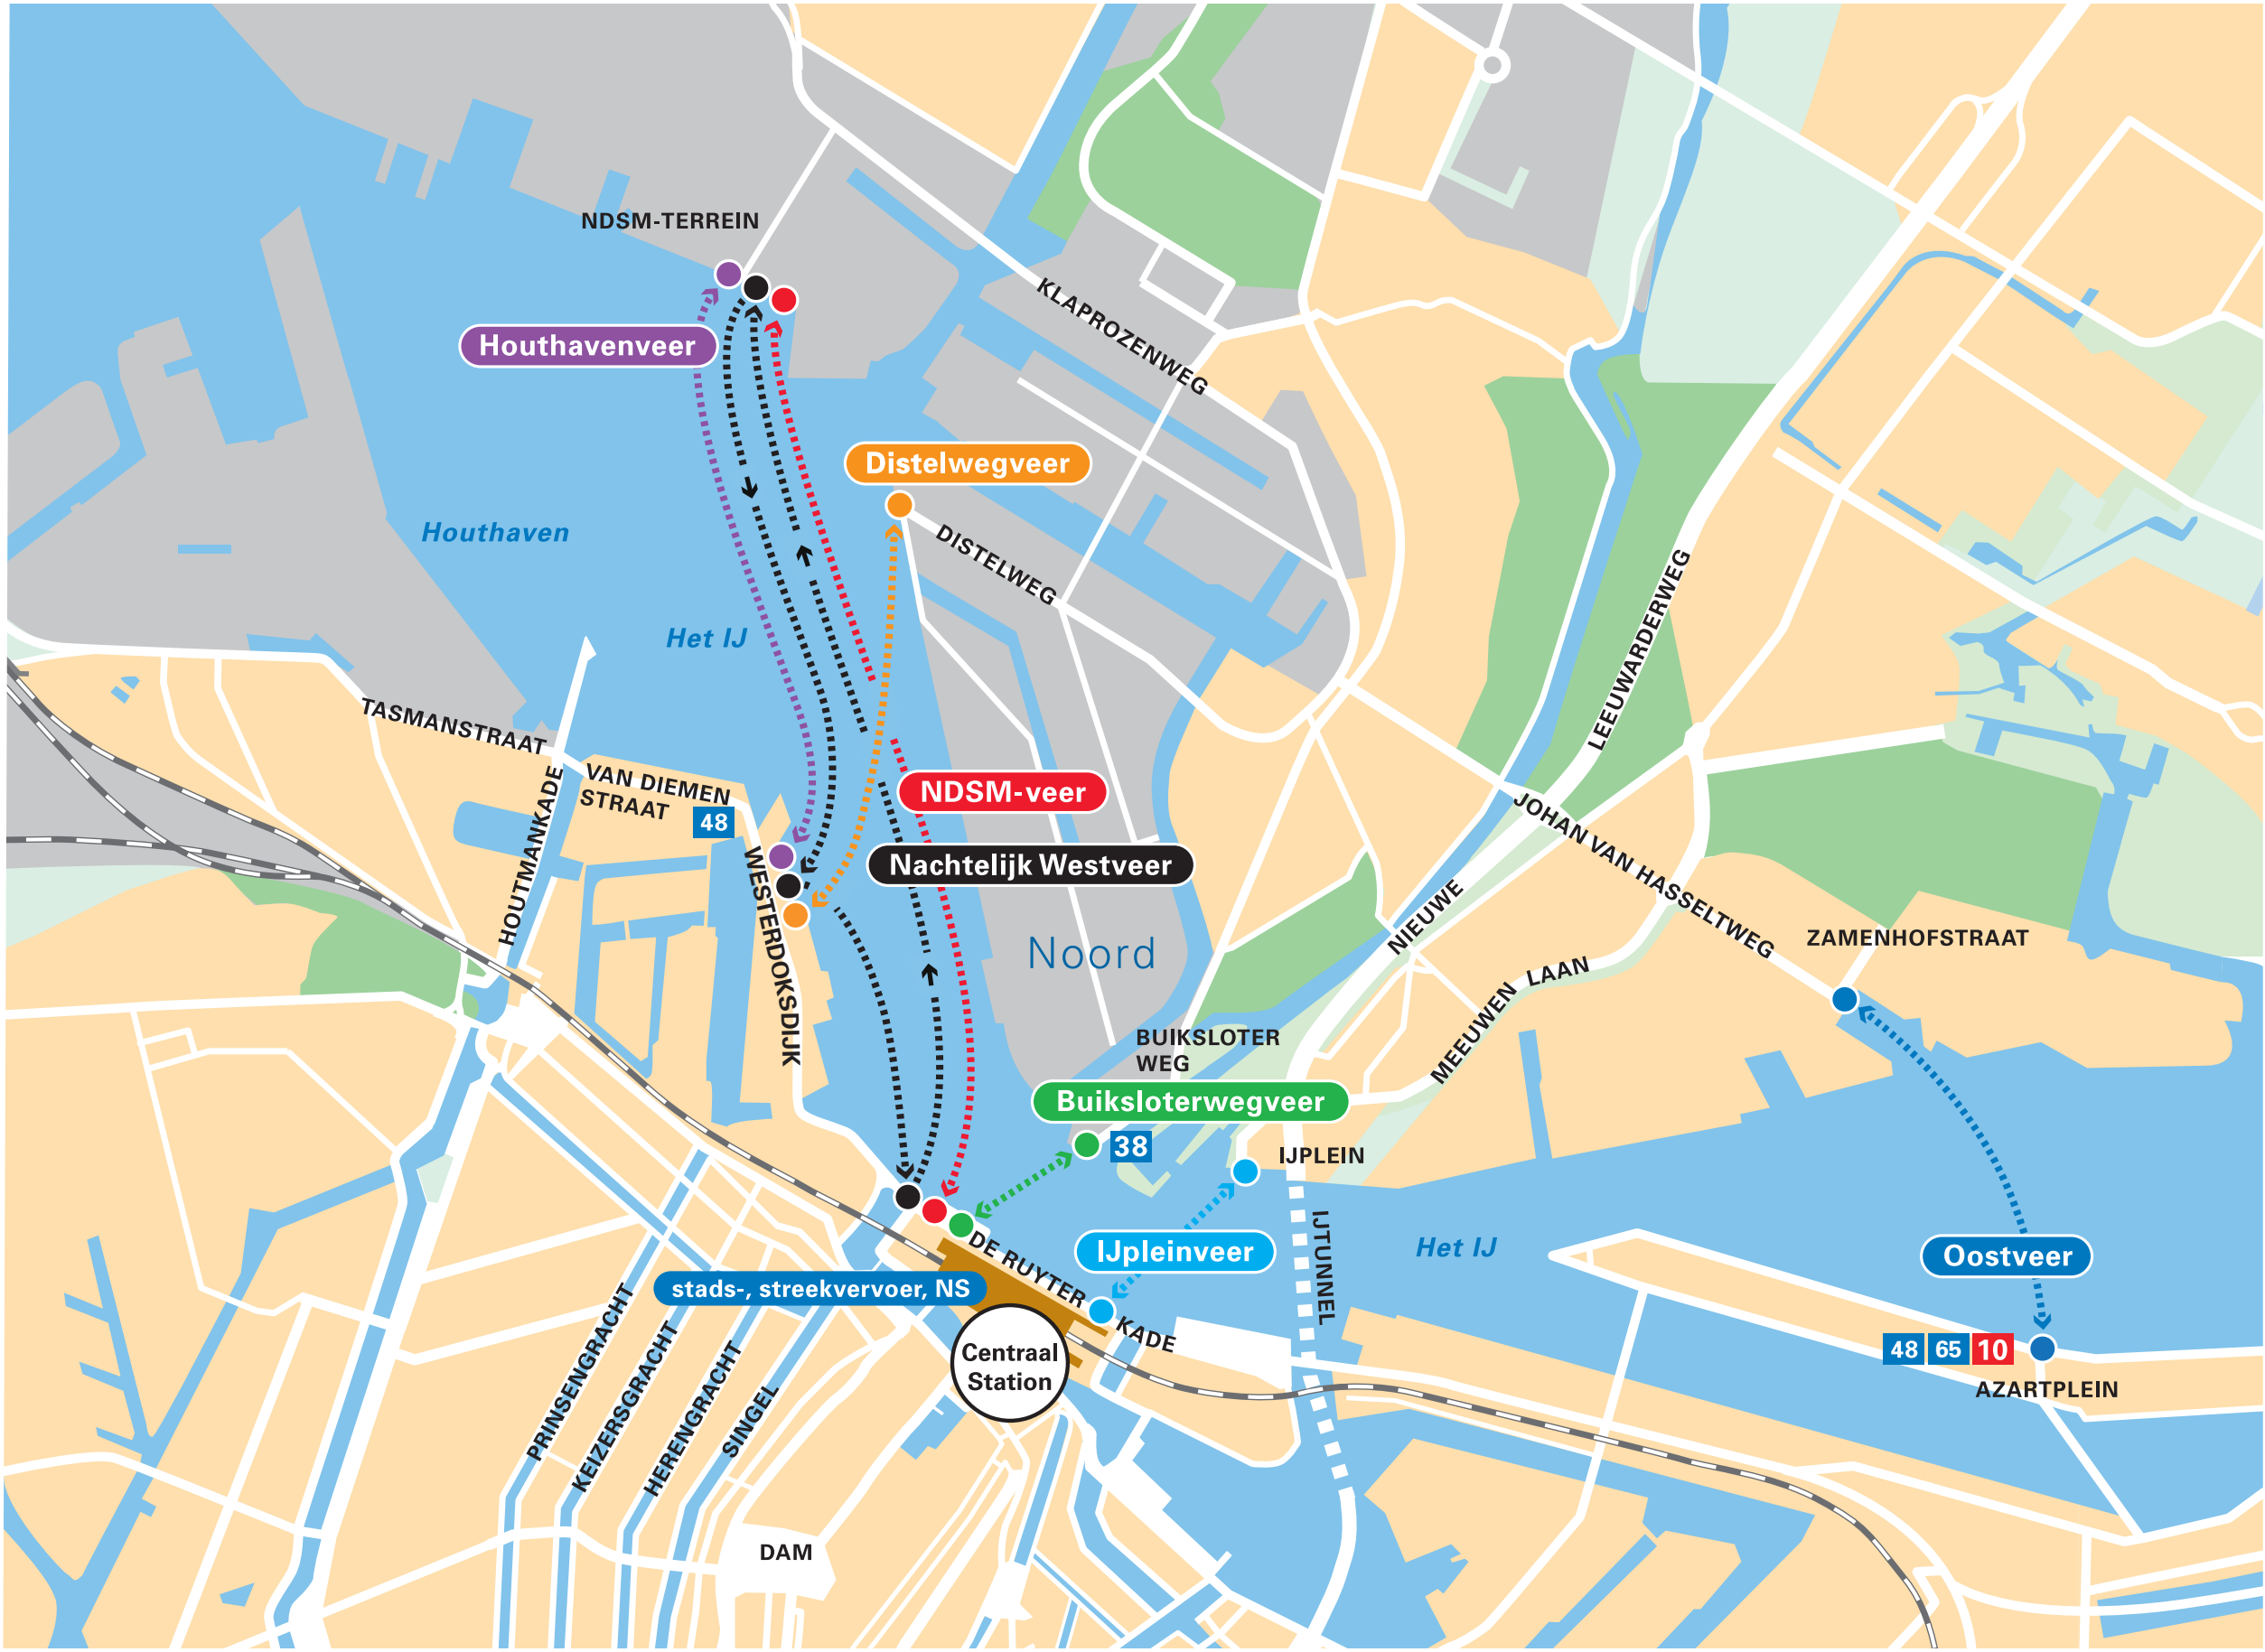 NDSM-TERREIN
Houthavenveer
KLAPROZENWEG
Distelwegveer
Houthaven
DISTELWEG
Het IJ
LEEUWARDERWEG
TASMANSTRAAT
VAN DIEMEN
STRAAT
48
NDSM-veer
JOHAN VAN HASSELTWEG
HOUTMANKADE
WESTERDOKSDIJK
Nachtelijk Westveer
NIEUWE
Noord
ZAMENHOFSTRAAT
MEEUWEN LAAN
BUIKSLOTER
WEG
Buiksloterwegveer
38
IJPLEIN
DE RUYTER
KADE
IJpleinveer
IJTUNNEL
Het IJ
Oostveer
stads-, streekvervoer, NS
Centraal
Station
48 65 10
AZARTPLEIN
PRINSENGRACHT
KEIZERSGRACHT
HERENGRACHT
SINGEL
DAM